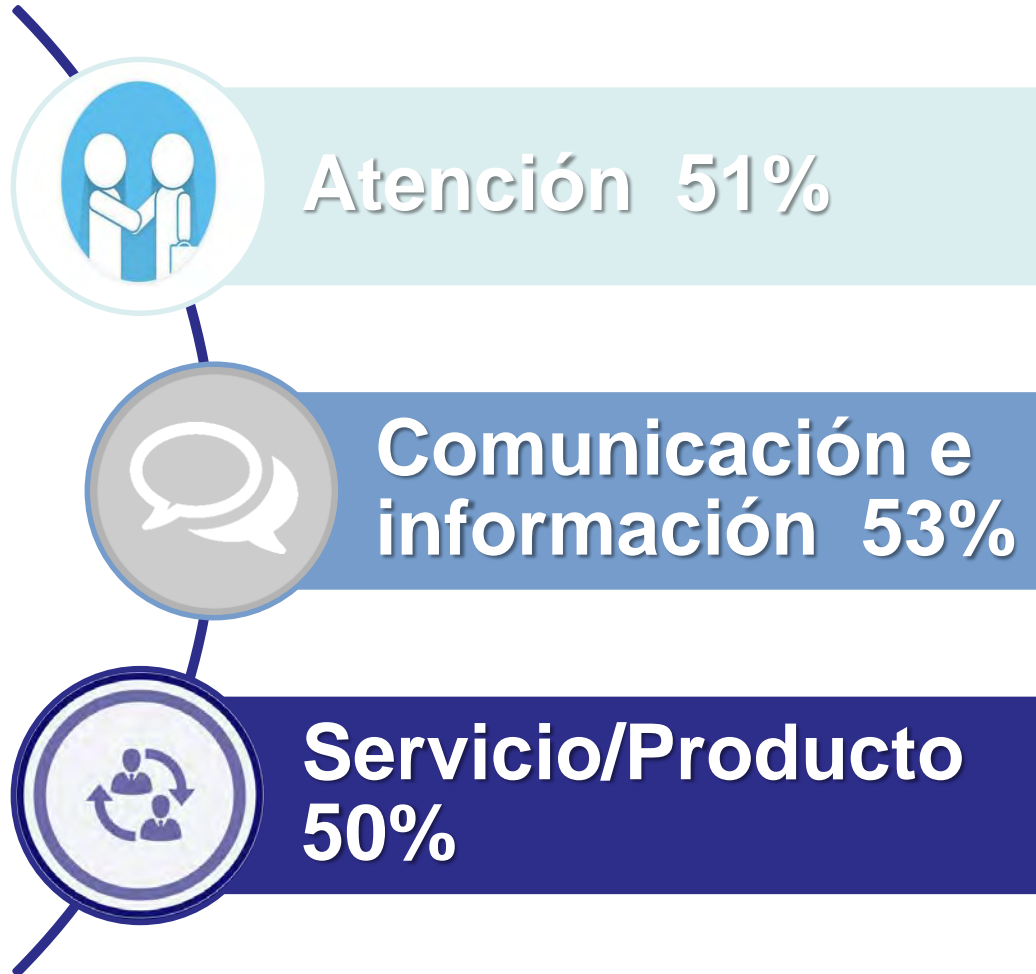 Atención 51%
Comunicación e
información 53%
Servicio/Producto
50%